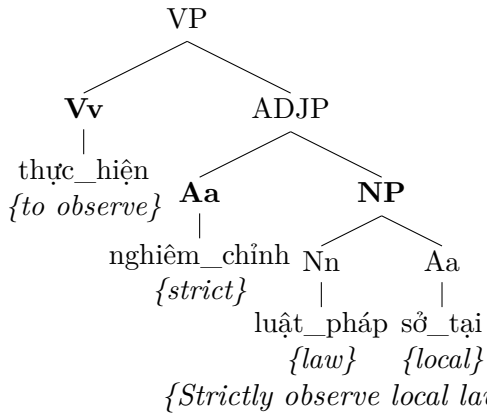 VP
Vv ADJP
thực_hiện
{to observe}
Aa NP
nghiêm_chỉnh Nn Aa
{strict}
luật_pháp sở_tại
{law} {local}
{Strictly observe local la